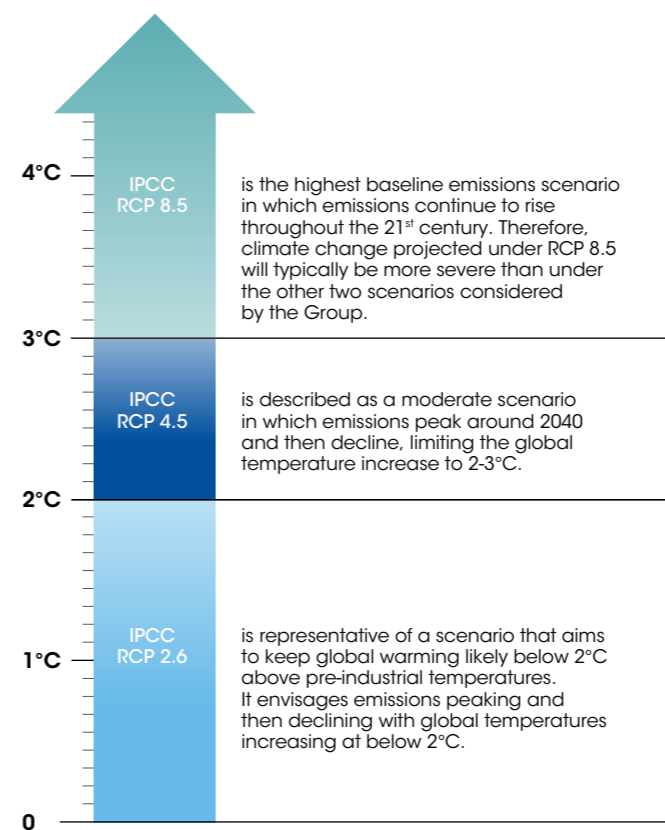 4°C
IPCC
RCP 8.5
is the highest baseline emissions scenario
in which emissions continue to rise
throughout the 21st century. Therefore,
climate change projected under RCP 8.5
will typically be more severe than under
the other two scenarios considered
by the Group.
3°C
IPCC
RCP 4.5
is described as a moderate scenario
in which emissions peak around 2040
and then decline, limiting the global
temperature increase to 2-3°C.
2°C
IPCC
RCP 2.6
is representative of a scenario that aims
to keep global warming likely below 2°C
above pre-industrial temperatures.
It envisages emissions peaking and
then declining with global temperatures
increasing at below 2°C.
1°C
0